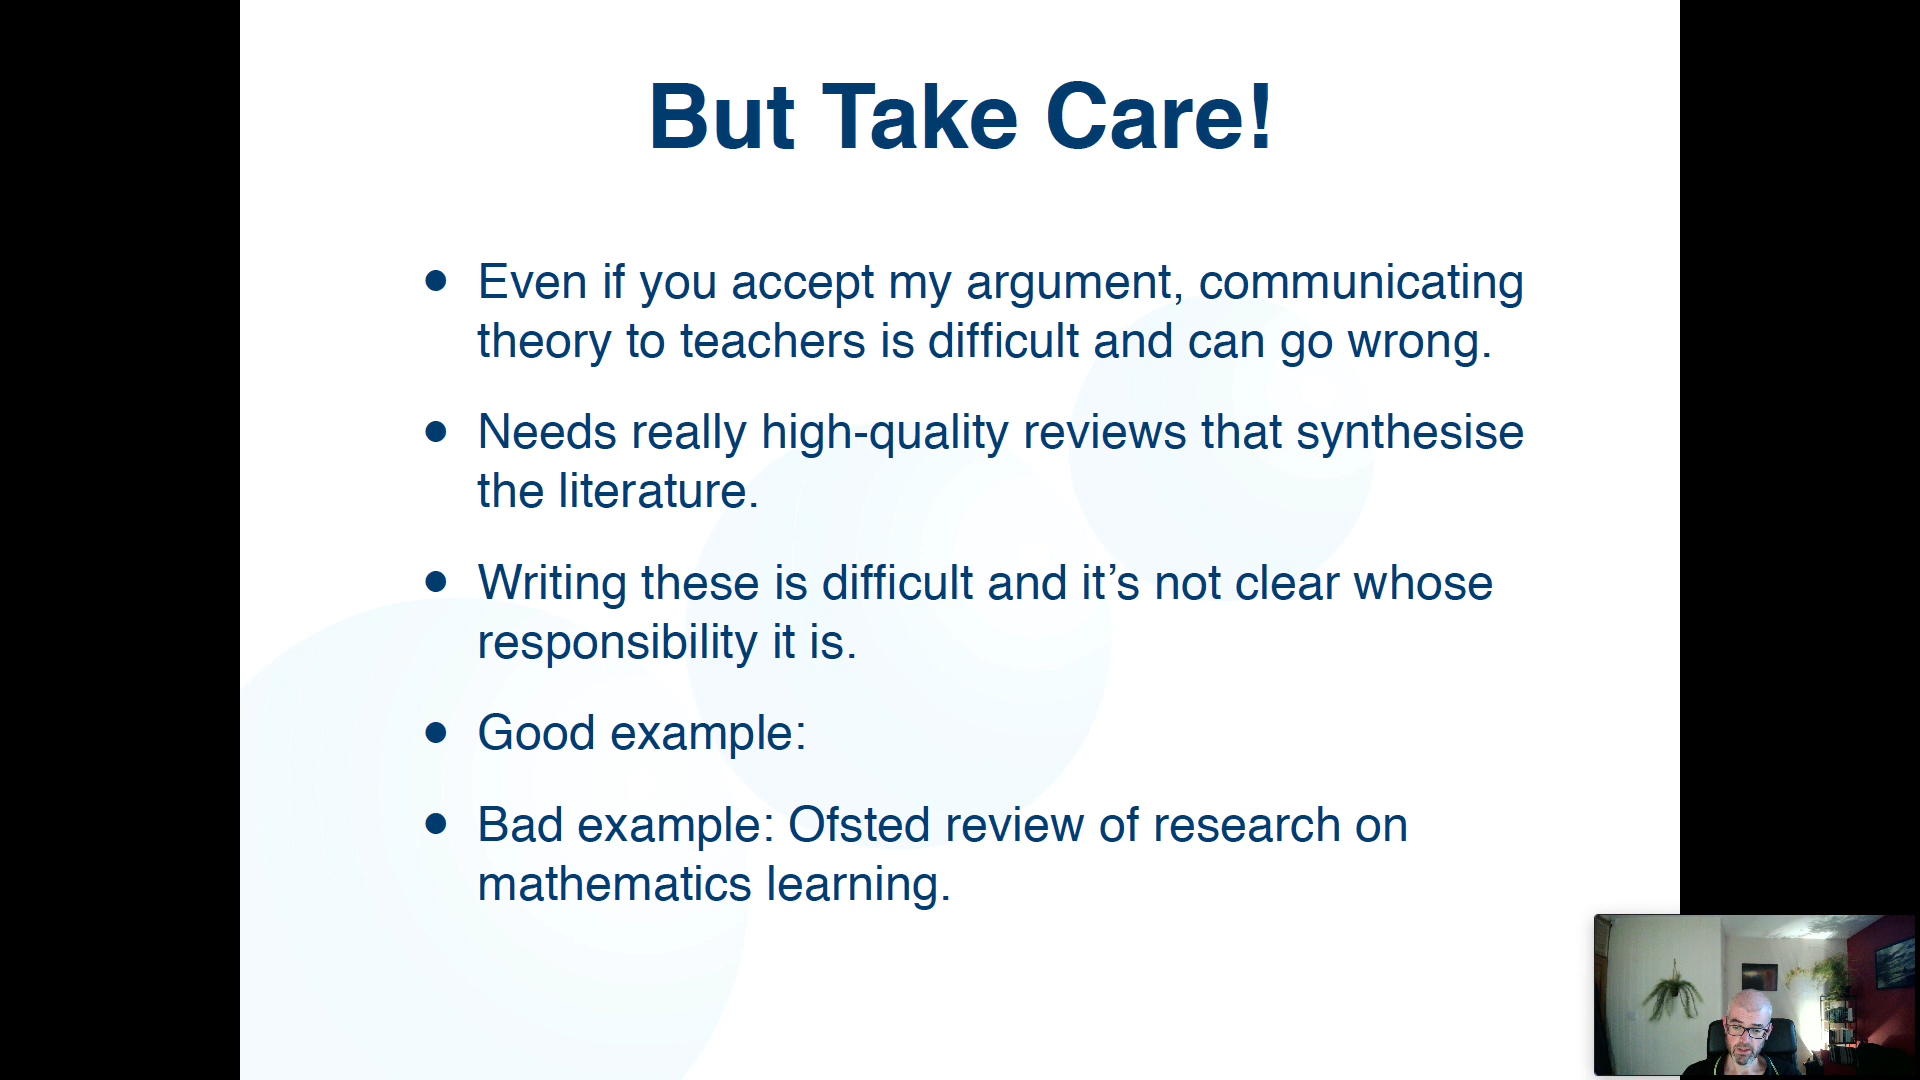 But Take Care!
• Even if you accept my argument, communicating
theory to teachers is difficult and can go wrong.
• Needs really high-quality reviews that synthesise
the literature.
• Writing these is difficult and it’s not clear whose
responsibility it is.
• Good example:
• Bad example: Ofsted review of research on
mathematics learning.